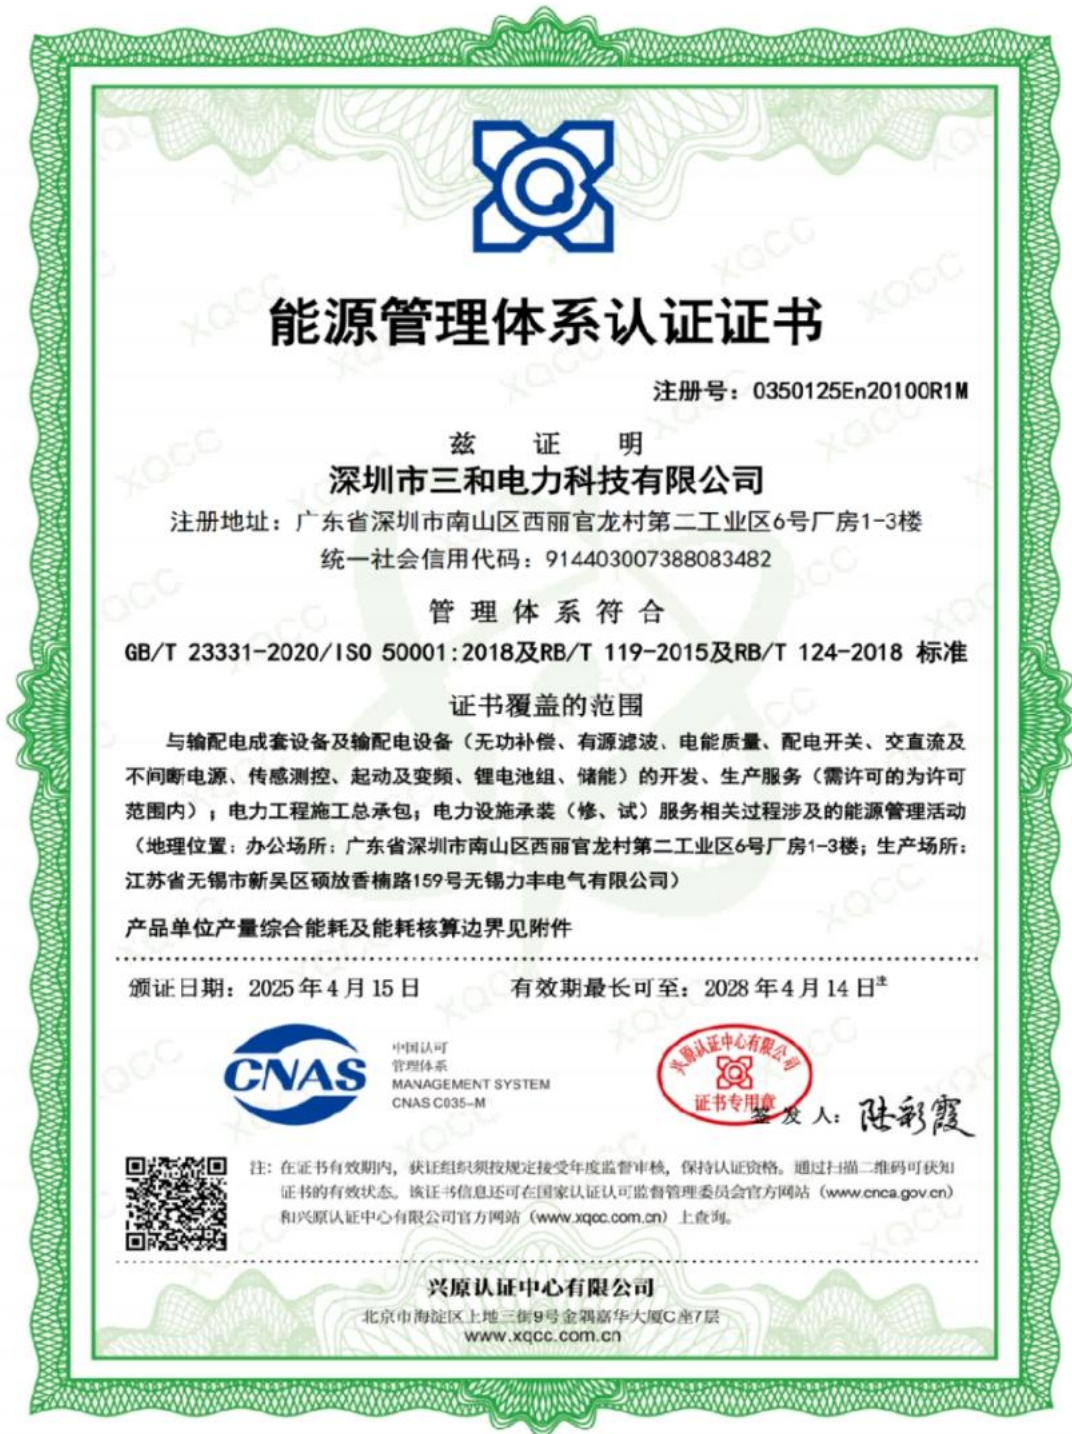 能源管理体系认证证书
注册号：0350125En20100R1M
兹 证 明
深圳市三和电力科技有限公司
注册地址：广东省深圳市南山区西丽官龙村第二工业区6号厂房1-3楼
统一社会信用代码：914403007388083482
管 理 体 系 符 合
GB/T 23331-2020/ISO 50001:2018及RB/T 119-2015及RB/T 124-2018 标准
证书覆盖的范围
与输配电成套设备及输配电设备（无功补偿、有源滤波、电能质量、配电开关、交直流及
不间断电源、传感测控、起动及变频、锂电池组、储能）的开发、生产服务（需许可的为许可
范围内）；电力工程施工总承包；电力设施承装（修、试）服务相关过程涉及的能源管理活动
（地理位置：办公场所：广东省深圳市南山区西丽官龙村第二工业区6号厂房1-3楼；生产场所：
江苏省无锡市新吴区硕放香楠路159号无锡力丰电气有限公司）
产品单位产量综合能耗及能耗核算边界见附件
颁证日期：2025年4月15日 有效期最长可至：2028年4月14日注
CNAS
中国认可
管理体系
MANAGEMENT SYSTEM
CNAS C035-M
兴原认证中心有限公司
证书专用章
签 发 人：陆彩霞
注：在证书有效期内，获证组织须按规定接受年度监督审核，保持认证资格。通过扫描二维码可获知
证书的有效状态。该证书信息还可在国家认证认可监督管理委员会官方网站（www.cnca.gov.cn）
和兴原认证中心有限公司官方网站（www.xqcc.com.cn）上查询。
兴原认证中心有限公司
北京市海淀区上地三街9号金隅嘉华大厦C座7层
www.xqcc.com.cn
XQCC